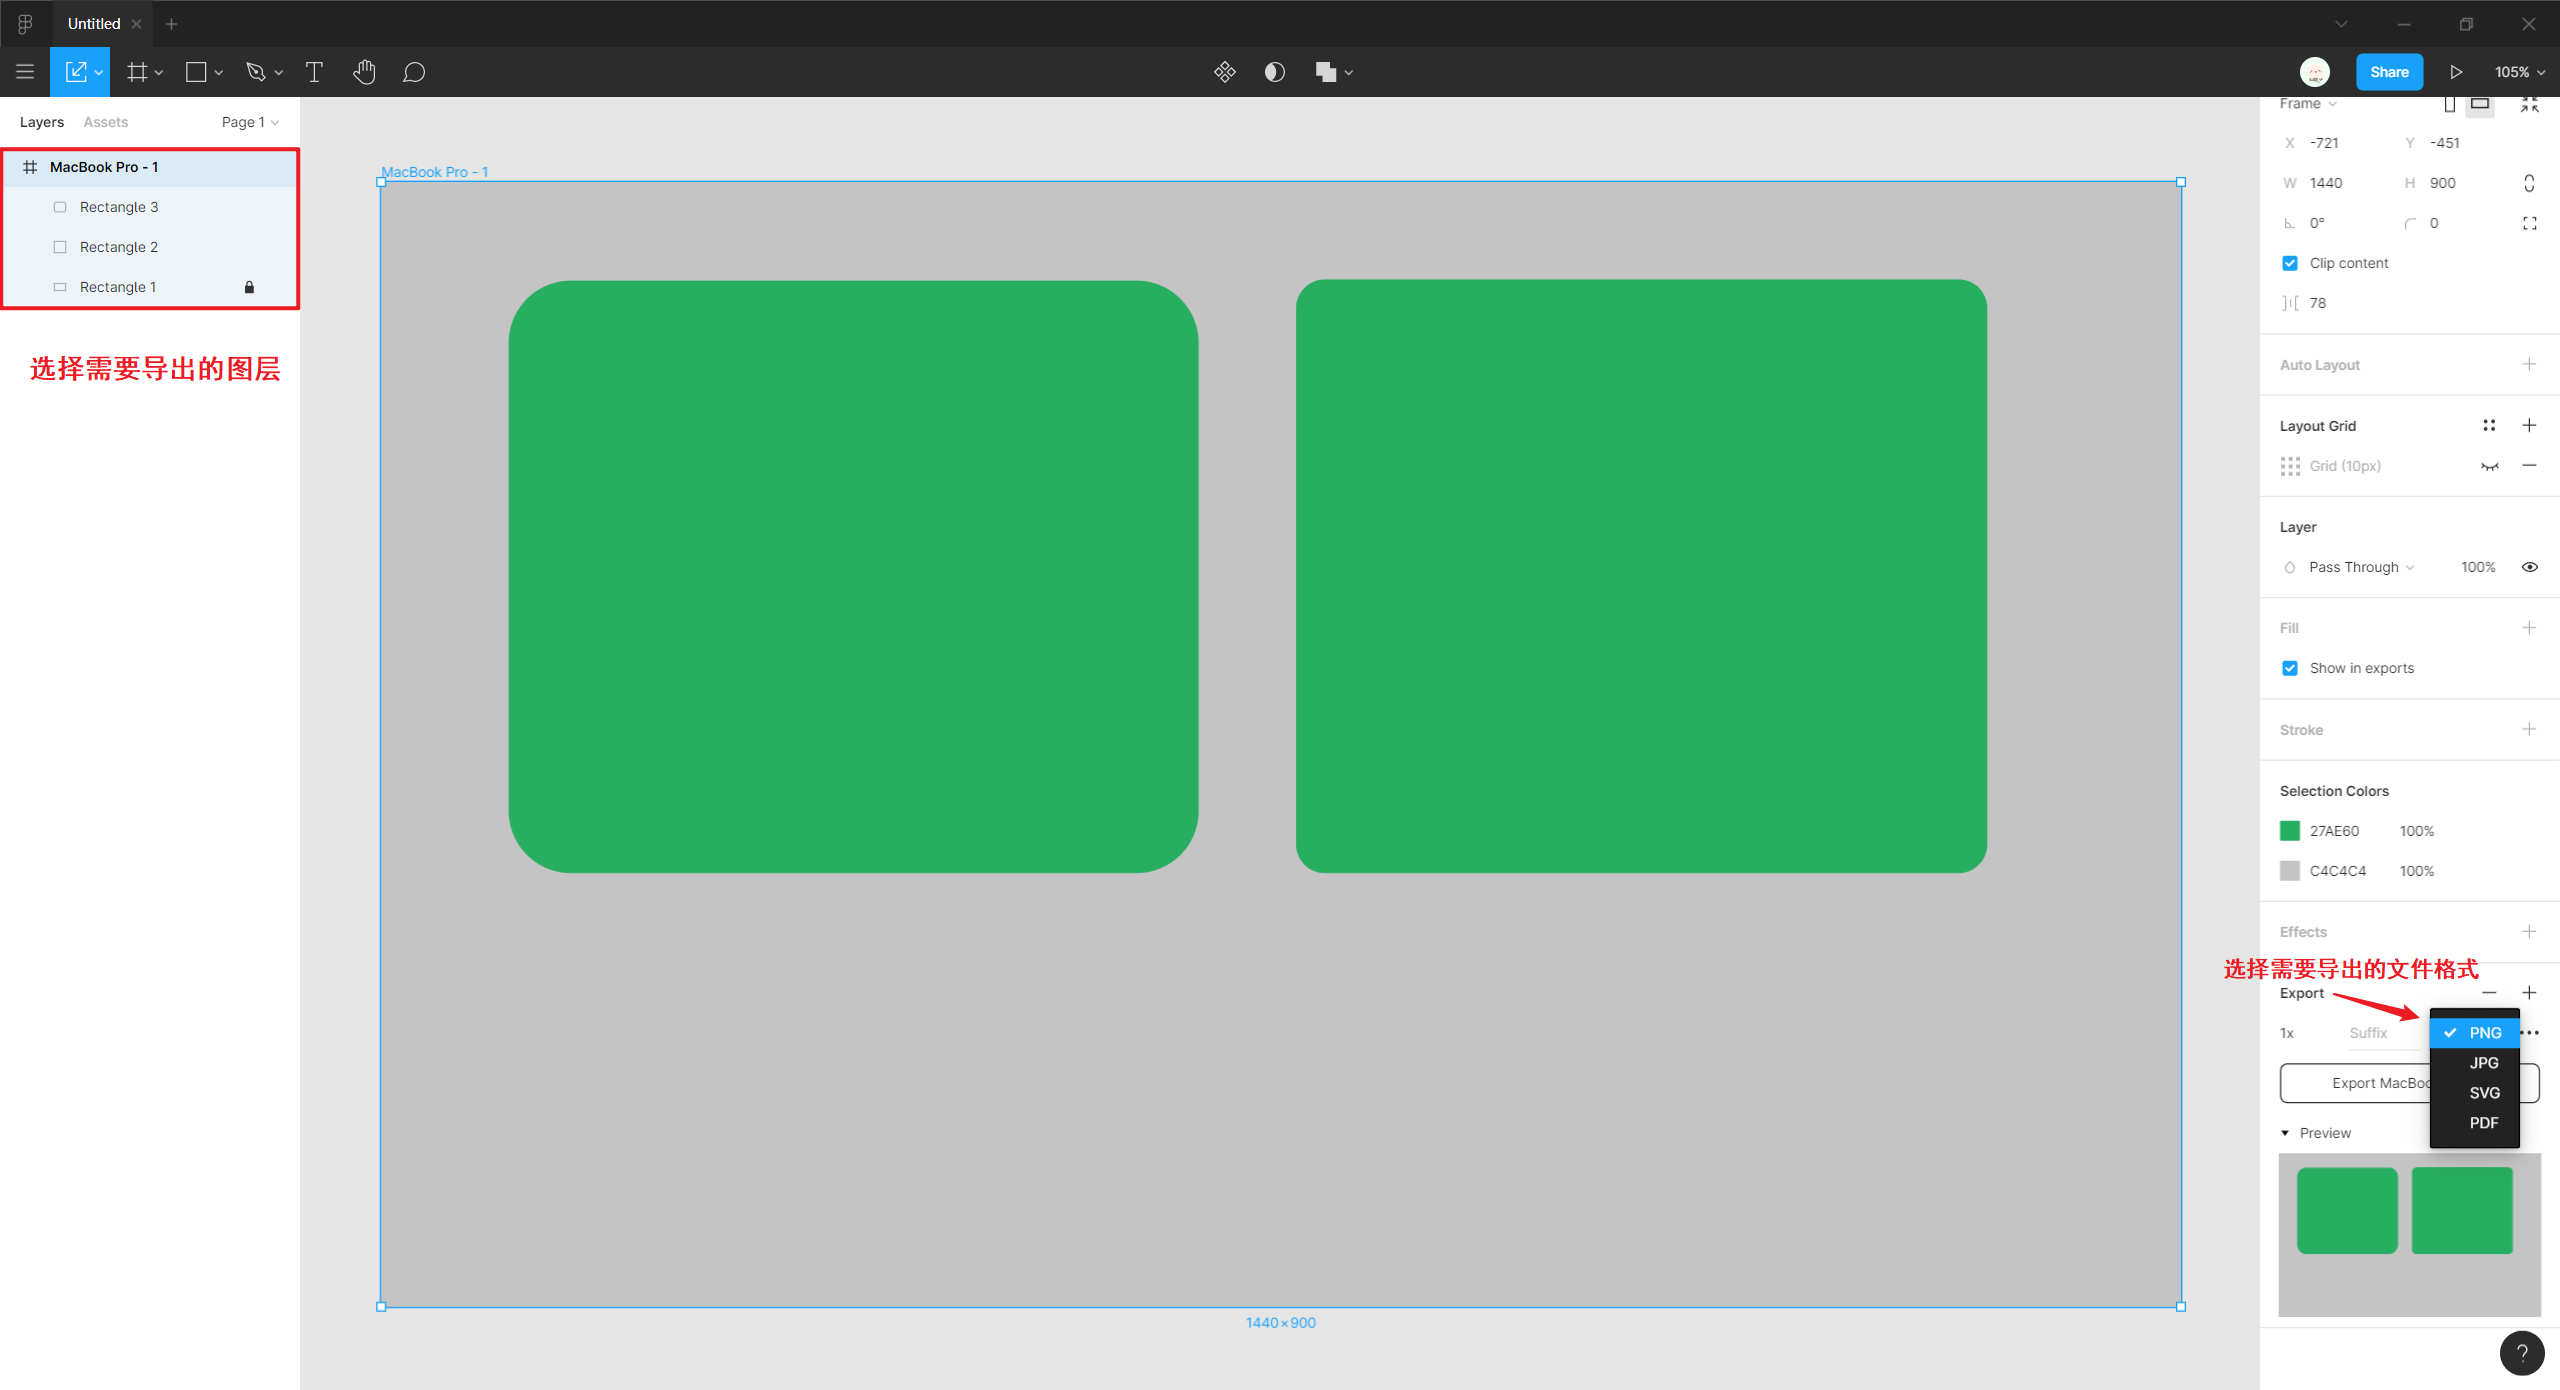 Untitled
Share
105%
Layers
Assets
Page 1
MacBook Pro - 1
Rectangle 3
Rectangle 2
Rectangle 1
选择需要导出的图层
MacBook Pro - 1
1440×900
Frame
X -721
Y -451
W 1440
H 900
0°
0
Clip content
78
Auto Layout
Layout Grid
Grid (10px)
Layer
Pass Through
100%
Fill
Show in exports
Stroke
Selection Colors
27AE60 100%
C4C4C4 100%
Effects
选择需要导出的文件格式
Export
1x
Suffix
PNG
JPG
SVG
PDF
Export MacBoo
Preview
?